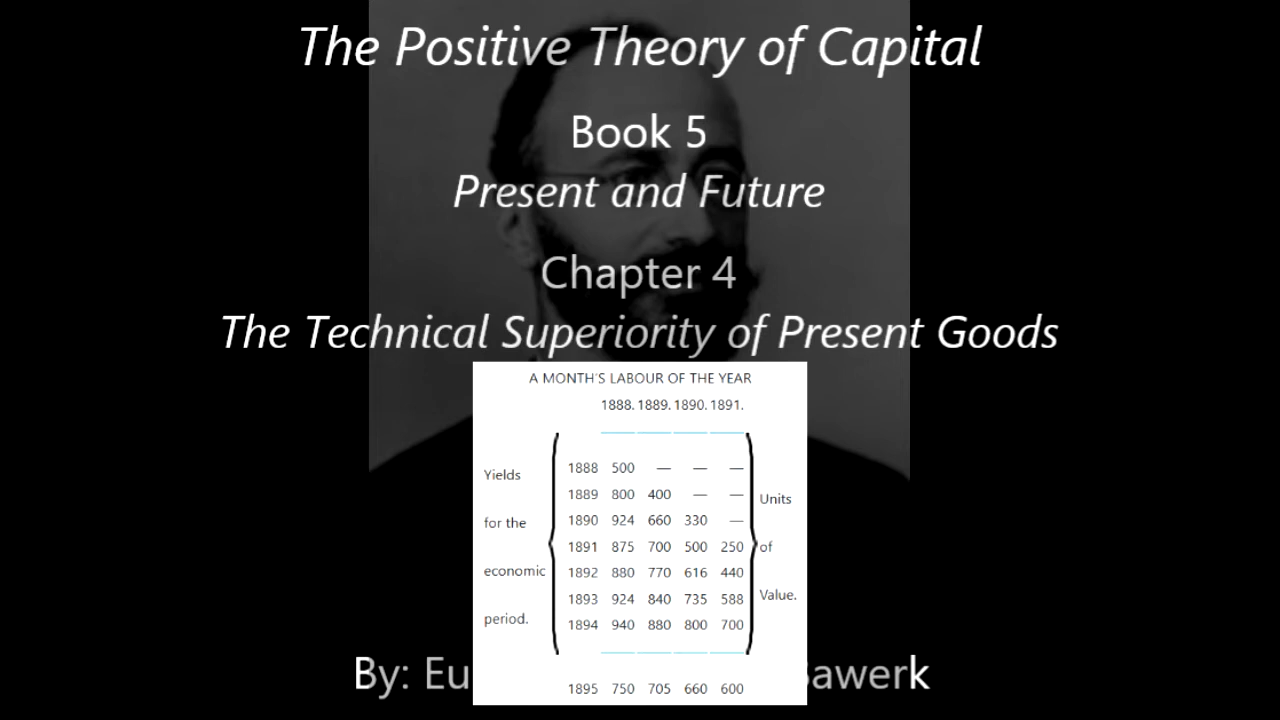 The Positive Theory of Capital
Book 5
Present and Future
Chapter 4
The Technical Superiority of Present Goods
A MONTH'S LABOUR OF THE YEAR
1888. 1889. 1890. 1891.
Yields for the economic period.
1888 500 — — —
1889 800 400 — —
1890 924 660 330 —
1891 875 700 500 250
1892 880 770 616 440
1893 924 840 735 588
1894 940 880 800 700
Units of Value.
1895 750 705 660 600
By: Eu
awerk